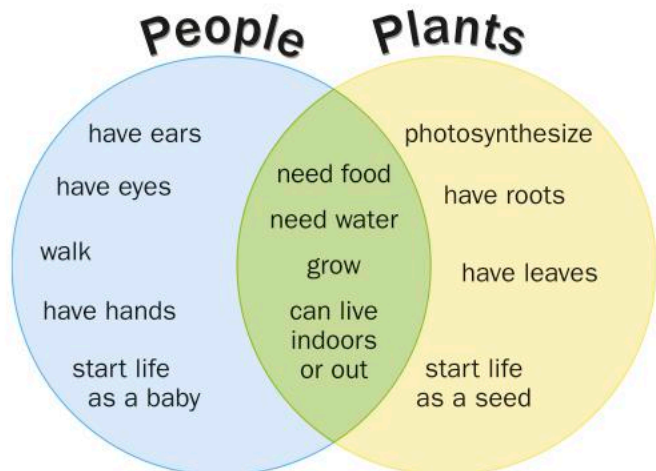 People
Plants
have ears
have eyes
walk
have hands
start life
as a baby
need food
need water
grow
can live
indoors
or out
photosynthesize
have roots
have leaves
start life
as a seed